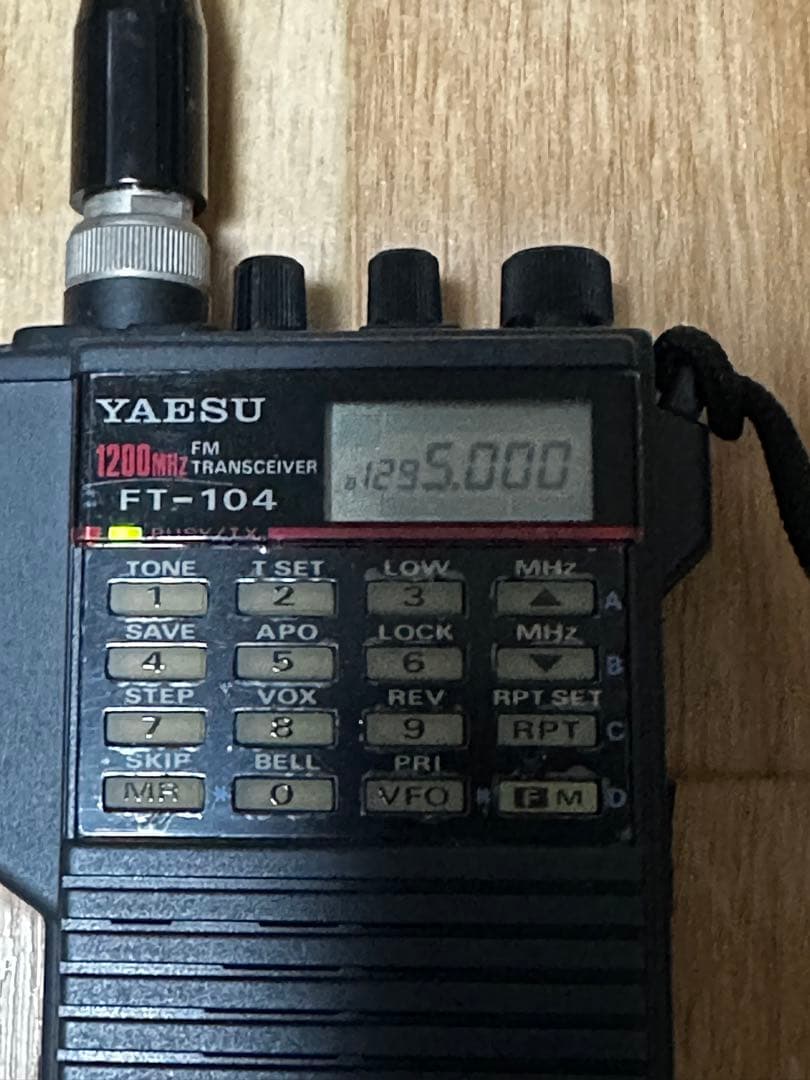 YAESU
1200MHz FM TRANSCEIVER
FT-104
1295.000
BUSY/TX
TONE T SET LOW MHz
1 2 3 ▲ A
SAVE APO LOCK MHz
4 5 6 ▼ B
STEP VOX REV RPT SET
7 8 9 RPT C
SKIP BELL PRI
MR * 0 VFO # F M D